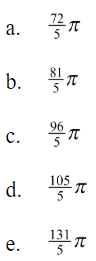 a. 72/5 π
b. 81/5 π
c. 96/5 π
d. 105/5 π
e. 131/5 π